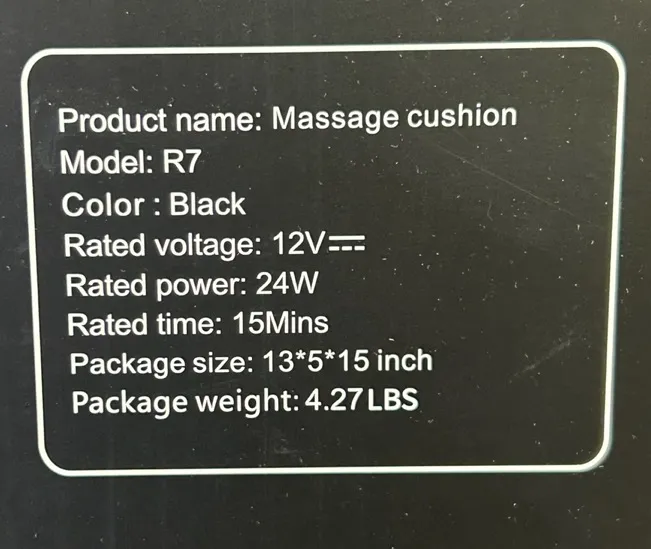 Product name: Massage cushion
Model: R7
Color : Black
Rated voltage: 12V⎓
Rated power: 24W
Rated time: 15Mins
Package size: 13*5*15 inch
Package weight: 4.27LBS